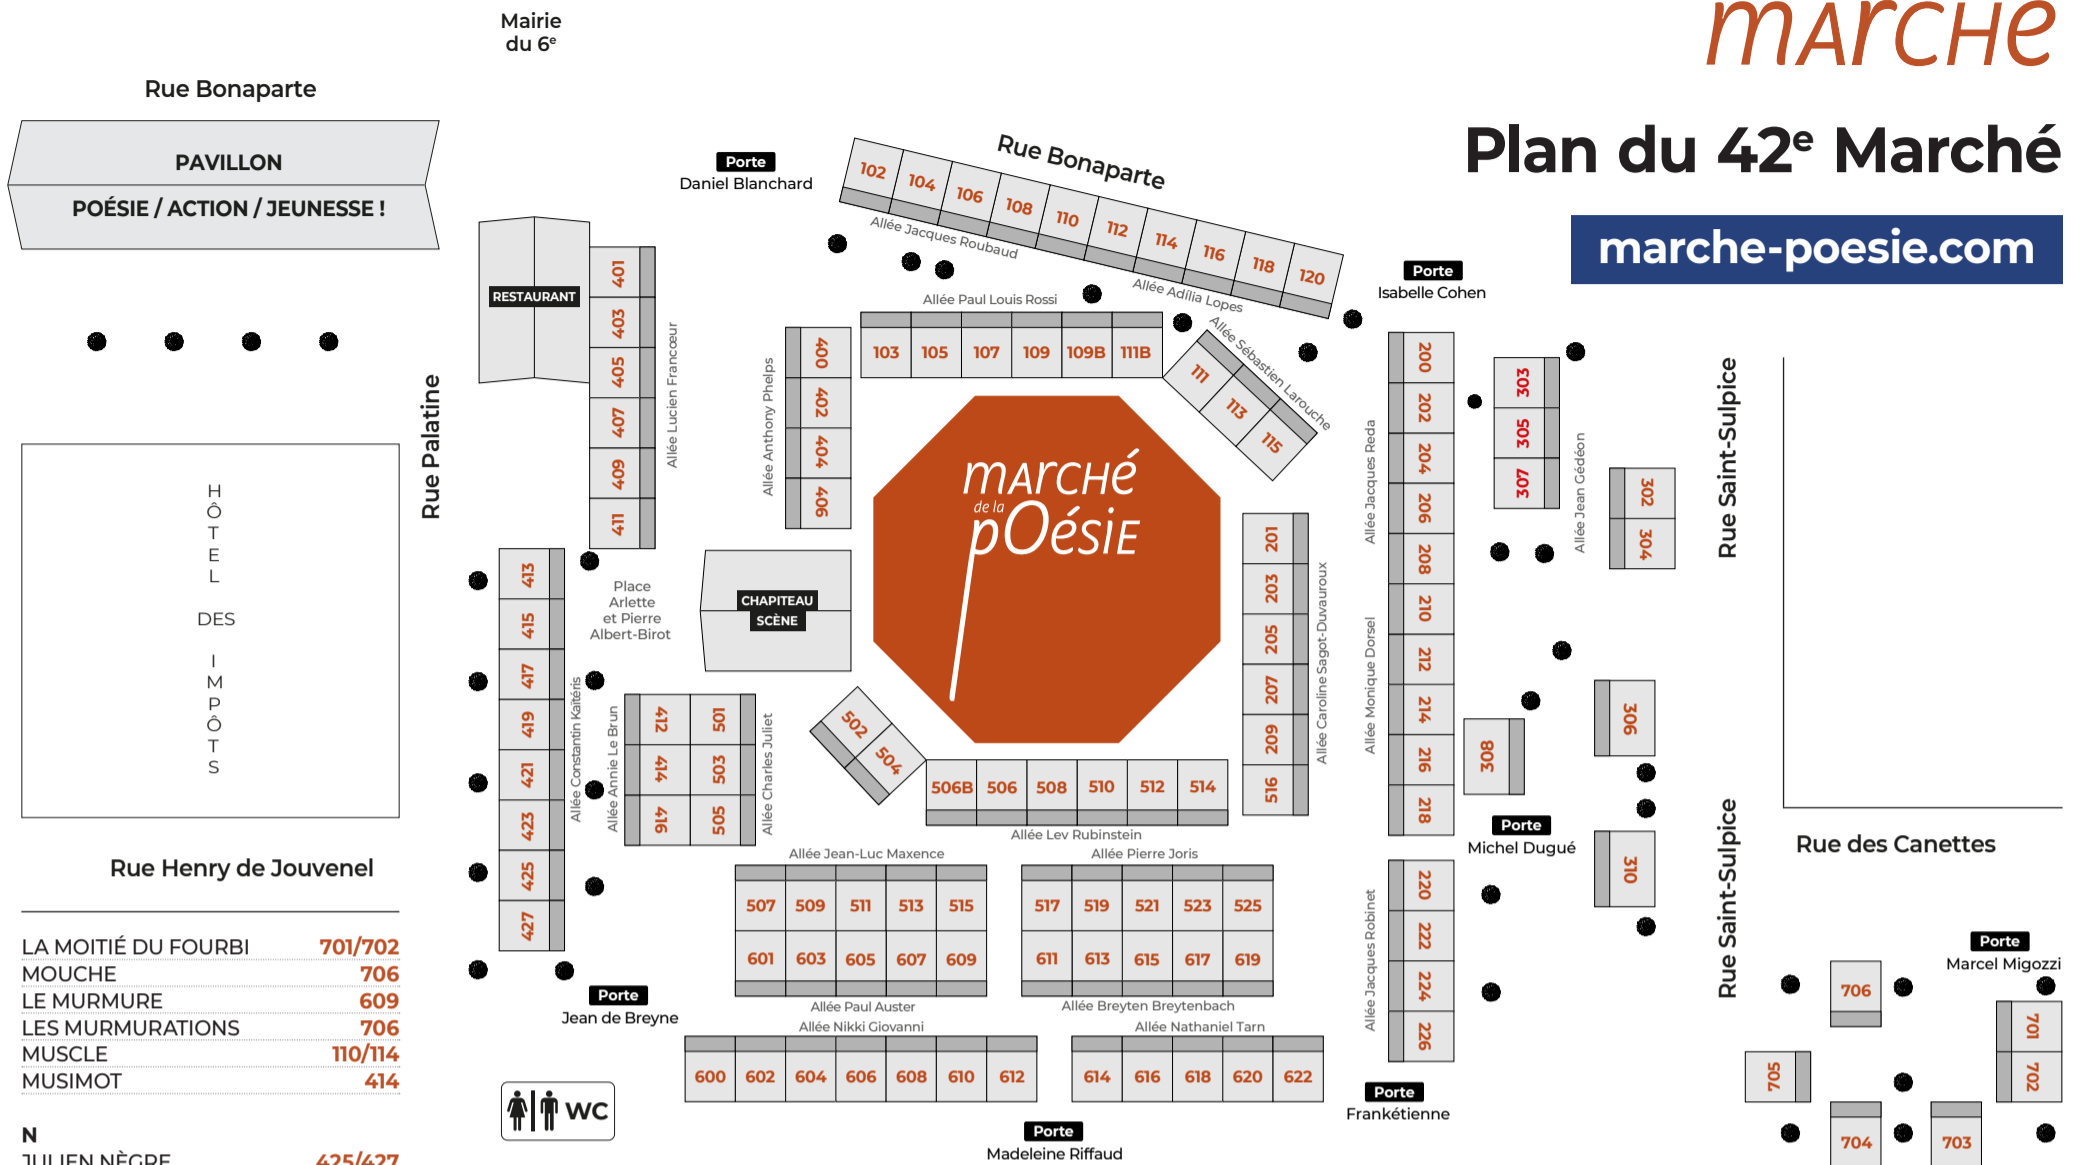 Mairie
du 6e
marché
Plan du 42e Marché
marche-poesie.com
Rue Bonaparte
PAVILLON
POÉSIE / ACTION / JEUNESSE !
Porte
Daniel Blanchard
Rue Bonaparte
102 104 106 108 110 112 114 116 118 120
Allée Jacques Roubaud
Allée Adília Lopes
Porte
Isabelle Cohen
RESTAURANT
401
403
405
407
409
411
Allée Lucien Francœur
Rue Palatine
Allée Paul Louis Rossi
103 105 107 109 109B 111B
Allée Sébastien Larouche
111
113
115
Allée Anthony Phelps
400
402
404
406
marché
de la
poésie
200
202
204
206
208
210
212
214
216
218
Allée Jacques Reda
Allée Monique Dorsel
303
305
307
Allée Jean Gédéon
302
304
Rue Saint-Sulpice
HÔTEL
DES
IMPÔTS
413
415
417
419
421
423
425
427
Place
Arlette
et Pierre
Albert-Birot
CHAPITEAU
SCÈNE
201
203
205
207
209
516
Allée Caroline Sagot-Duvauroux
Allée Constantin Kaïtéris
Allée Annie Le Brun
412 501
414 503
416 505
Allée Charles Juliet
502
504
506B 506 508 510 512 514
Allée Lev Rubinstein
306
308
310
Porte
Michel Dugué
Rue des Canettes
Rue Saint-Sulpice
Allée Jean-Luc Maxence
507 509 511 513 515
601 603 605 607 609
Allée Paul Auster
Allée Pierre Joris
517 519 521 523 525
611 613 615 617 619
Allée Breyten Breytenbach
220
222
224
226
Allée Jacques Robinet
Porte
Jean de Breyne
Allée Nikki Giovanni
600 602 604 606 608 610 612
Allée Nathaniel Tarn
614 616 618 620 622
Porte
Frankétienne
Porte
Madeleine Riffaud
WC
Porte
Marcel Migozzi
706
701
702
705
704
703
Rue Henry de Jouvenel
LA MOITIÉ DU FOURBI 701/702
MOUCHE 706
LE MURMURE 609
LES MURMURATIONS 706
MUSCLE 110/114
MUSIMOT 414
N
JULIEN NÈGRE 425/427